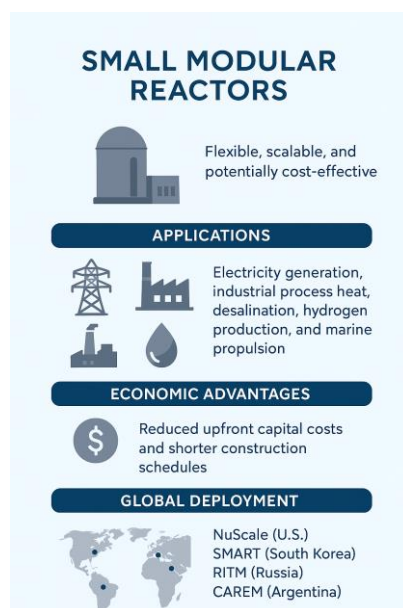 SMALL MODULAR
REACTORS
Flexible, scalable, and
potentially cost-effective
APPLICATIONS
Electricity generation,
industrial process heat,
desalination, hydrogen
production, and marine
propulsion
ECONOMIC ADVANTAGES
$
Reduced upfront capital costs
and shorter construction
schedules
GLOBAL DEPLOYMENT
NuScale (U.S.)
SMART (South Korea)
RITM (Russia)
CAREM (Argentina)